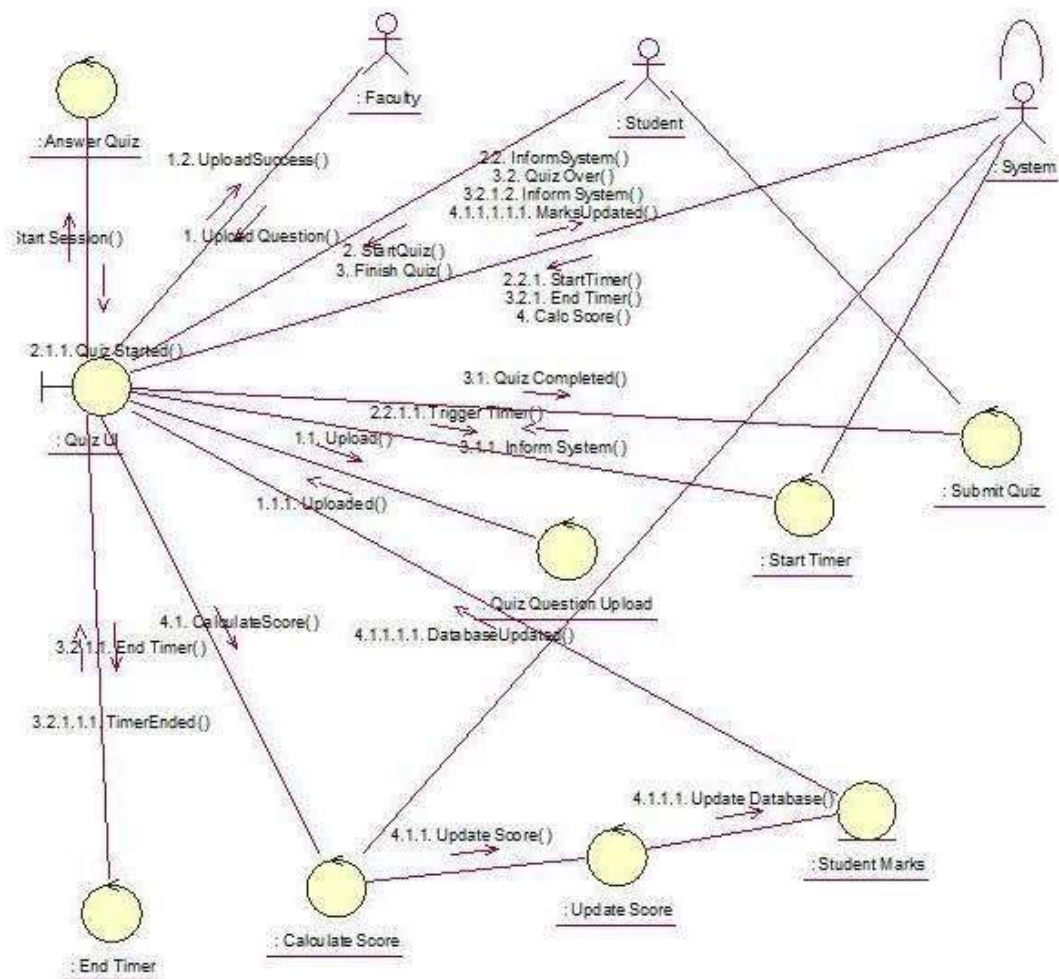 : Faculty
: Student
: Answer Quiz
: System
1.2. UploadSuccess()
2.2. InformSystem()
3.2. Quiz Over()
3.2.1.2. Inform System()
4.1.1.1.1.1. MarksUpdated()
Start Session()
1. Upload Question()
2. StartQuiz()
3. Finish Quiz()
2.2.1. StartTimer()
3.2.1. End Timer()
4. Calc Score()
2.1.1. Quiz Started()
3.1. Quiz Completed()
2.2.1.1. Trigger Timer()
: Quiz UI
1.1. Upload()
3.1.1. Inform System()
: Submit Quiz
1.1.1. Uploaded()
: Start Timer
: Quiz Question Upload
4.1. CalculateScore()
4.1.1.1.1. DatabaseUpdated()
3.2.1.1. End Timer()
3.2.1.1.1. TimerEnded()
4.1.1.1. Update Database()
4.1.1. Update Score()
: Student Marks
: Update Score
: Calculate Score
: End Timer